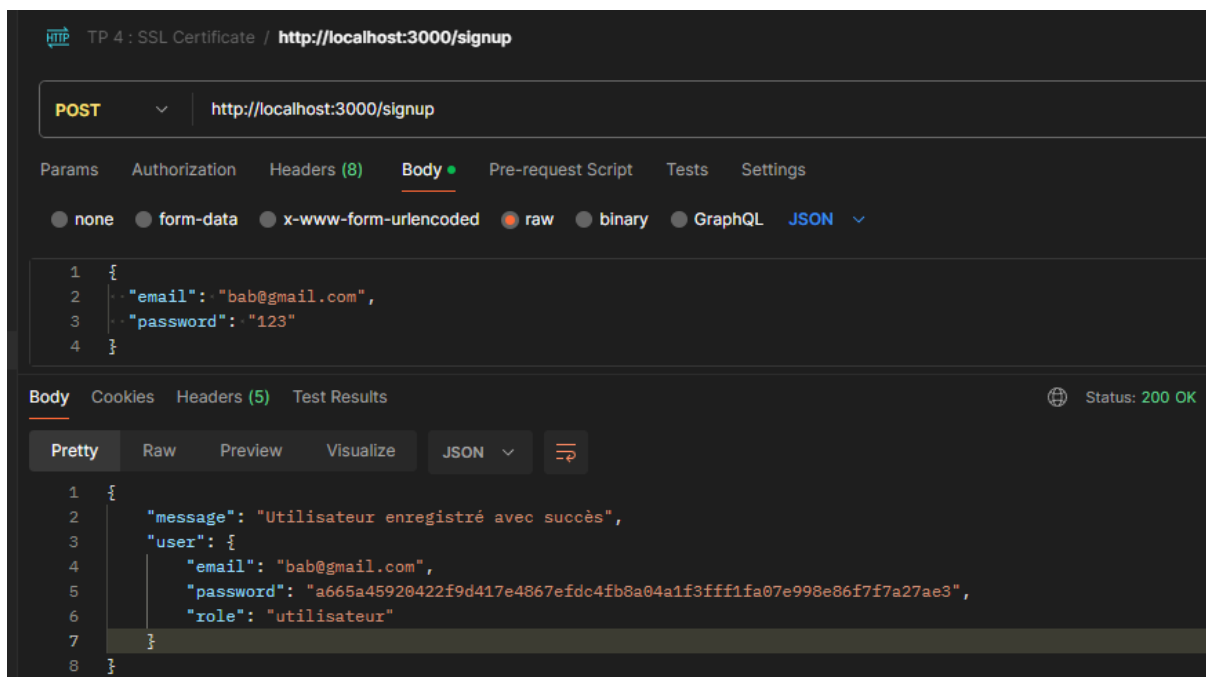 HTTP TP 4 : SSL Certificate / http://localhost:3000/signup
POST http://localhost:3000/signup
Params Authorization Headers (8) Body Pre-request Script Tests Settings
none form-data x-www-form-urlencoded raw binary GraphQL JSON
1 {
2 "email": "bab@gmail.com",
3 "password": "123"
4 }
Body Cookies Headers (5) Test Results Status: 200 OK
Pretty Raw Preview Visualize JSON
1 {
2 "message": "Utilisateur enregistré avec succès",
3 "user": {
4 "email": "bab@gmail.com",
5 "password": "a665a45920422f9d417e4867efdc4fb8a04a1f3fff1fa07e998e86f7f7a27ae3",
6 "role": "utilisateur"
7 }
8 }